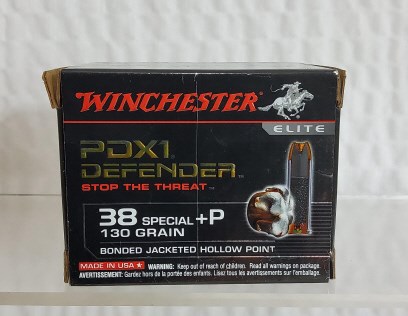 WINCHESTER
ELITE
PDX1®
DEFENDER™
STOP THE THREAT™
38 SPECIAL +P
130 GRAIN
BONDED JACKETED HOLLOW POINT
MADE IN USA ★ WARNING: Keep out of reach of children. Read all warnings on package.
AVERTISSEMENT: Gardez hors de la portée des enfants. Lisez tous les avertissements sur l'emballage.